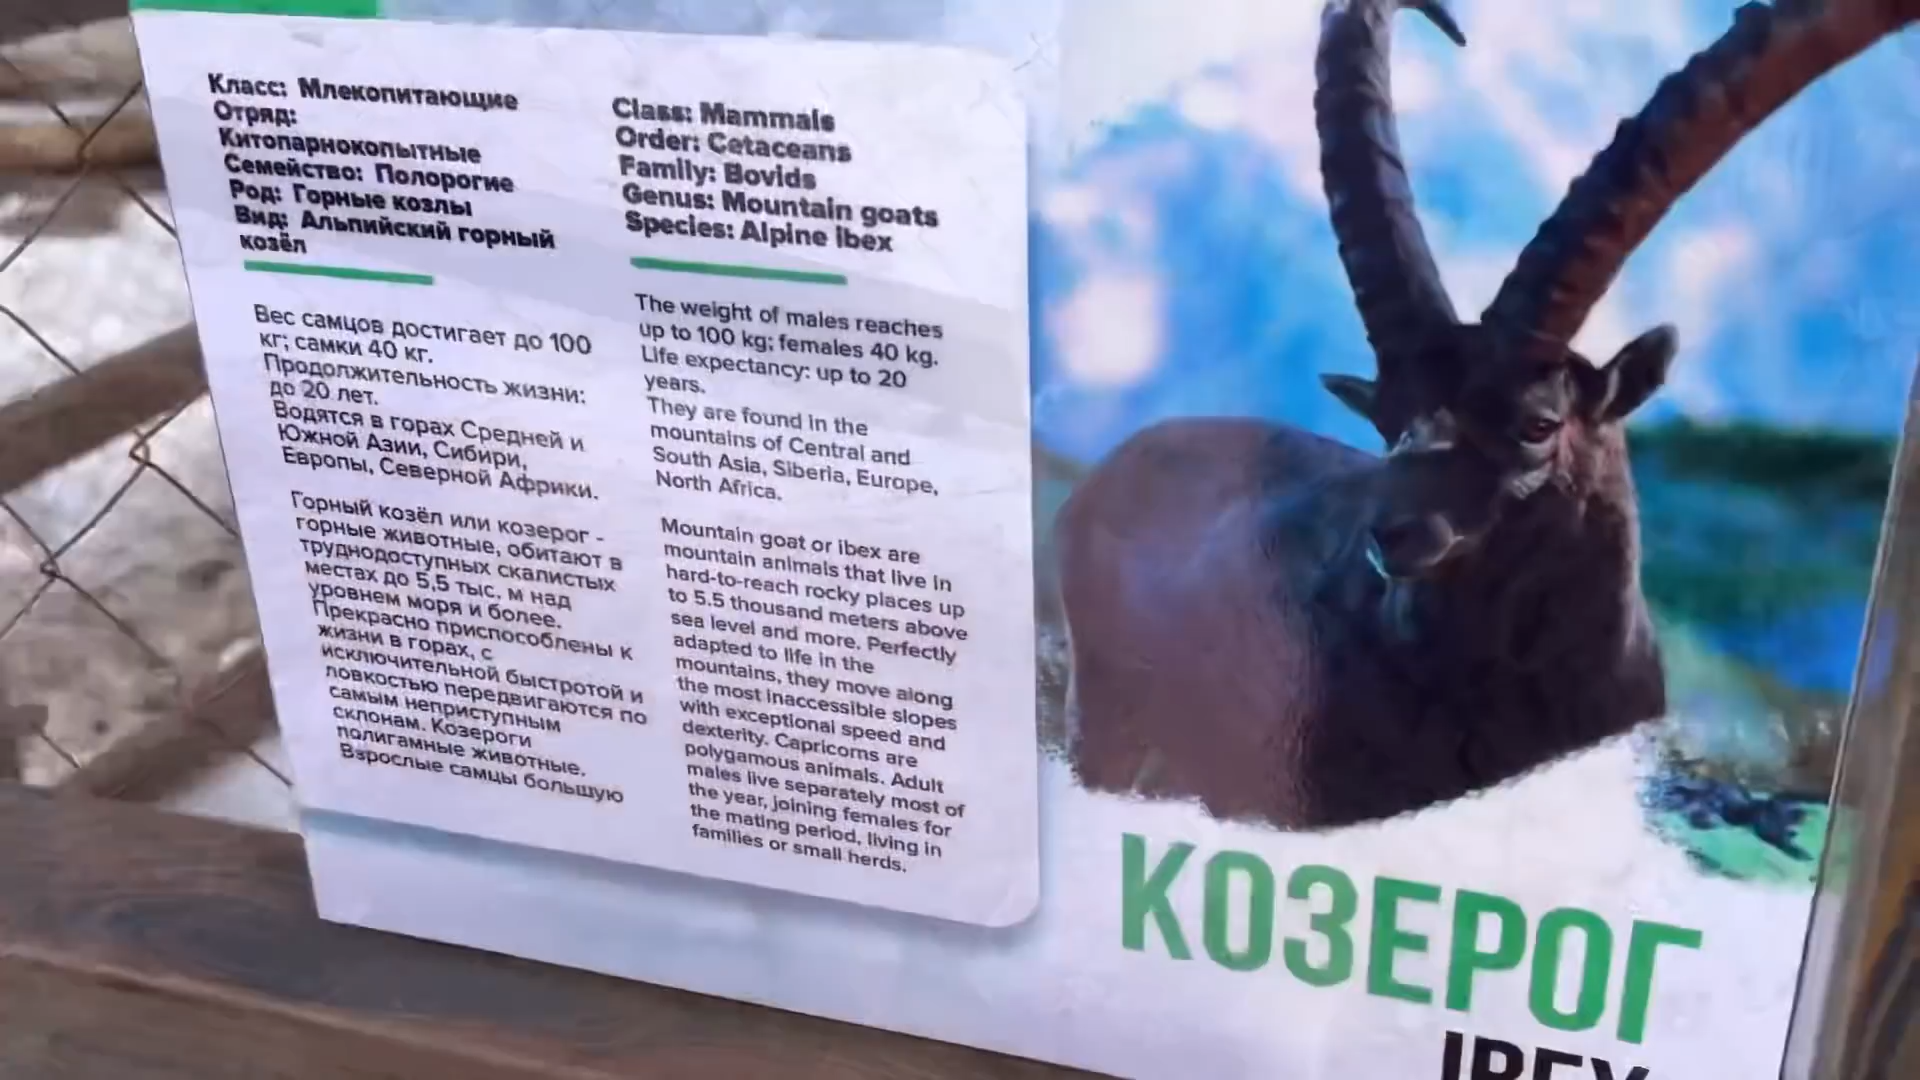 Класс: Млекопитающие
Отряд:
Китопарнокопытные
Семейство: Полорогие
Род: Горные козлы
Вид: Альпийский горный
козёл
Вес самцов достигает до 100
кг; самки 40 кг.
Продолжительность жизни:
до 20 лет.
Водятся в горах Средней и
Южной Азии, Сибири,
Европы, Северной Африки.
Горный козёл или козерог -
горные животные, обитают в
труднодоступных скалистых
местах до 5,5 тыс. м над
уровнем моря и более.
Прекрасно приспособлены к
жизни в горах, с
исключительной быстротой и
ловкостью передвигаются по
самым неприступным
склонам. Козероги
полигамные животные.
Взрослые самцы большую
Class: Mammals
Order: Cetaceans
Family: Bovids
Genus: Mountain goats
Species: Alpine ibex
The weight of males reaches
up to 100 kg; females 40 kg.
Life expectancy: up to 20
years.
They are found in the
mountains of Central and
South Asia, Siberia, Europe,
North Africa.
Mountain goat or ibex are
mountain animals that live in
hard-to-reach rocky places up
to 5.5 thousand meters above
sea level and more. Perfectly
adapted to life in the
mountains, they move along
the most inaccessible slopes
with exceptional speed and
dexterity. Capricorns are
polygamous animals. Adult
males live separately most of
the year, joining females for
the mating period, living in
families or small herds.
КОЗЕРОГ
IBEX